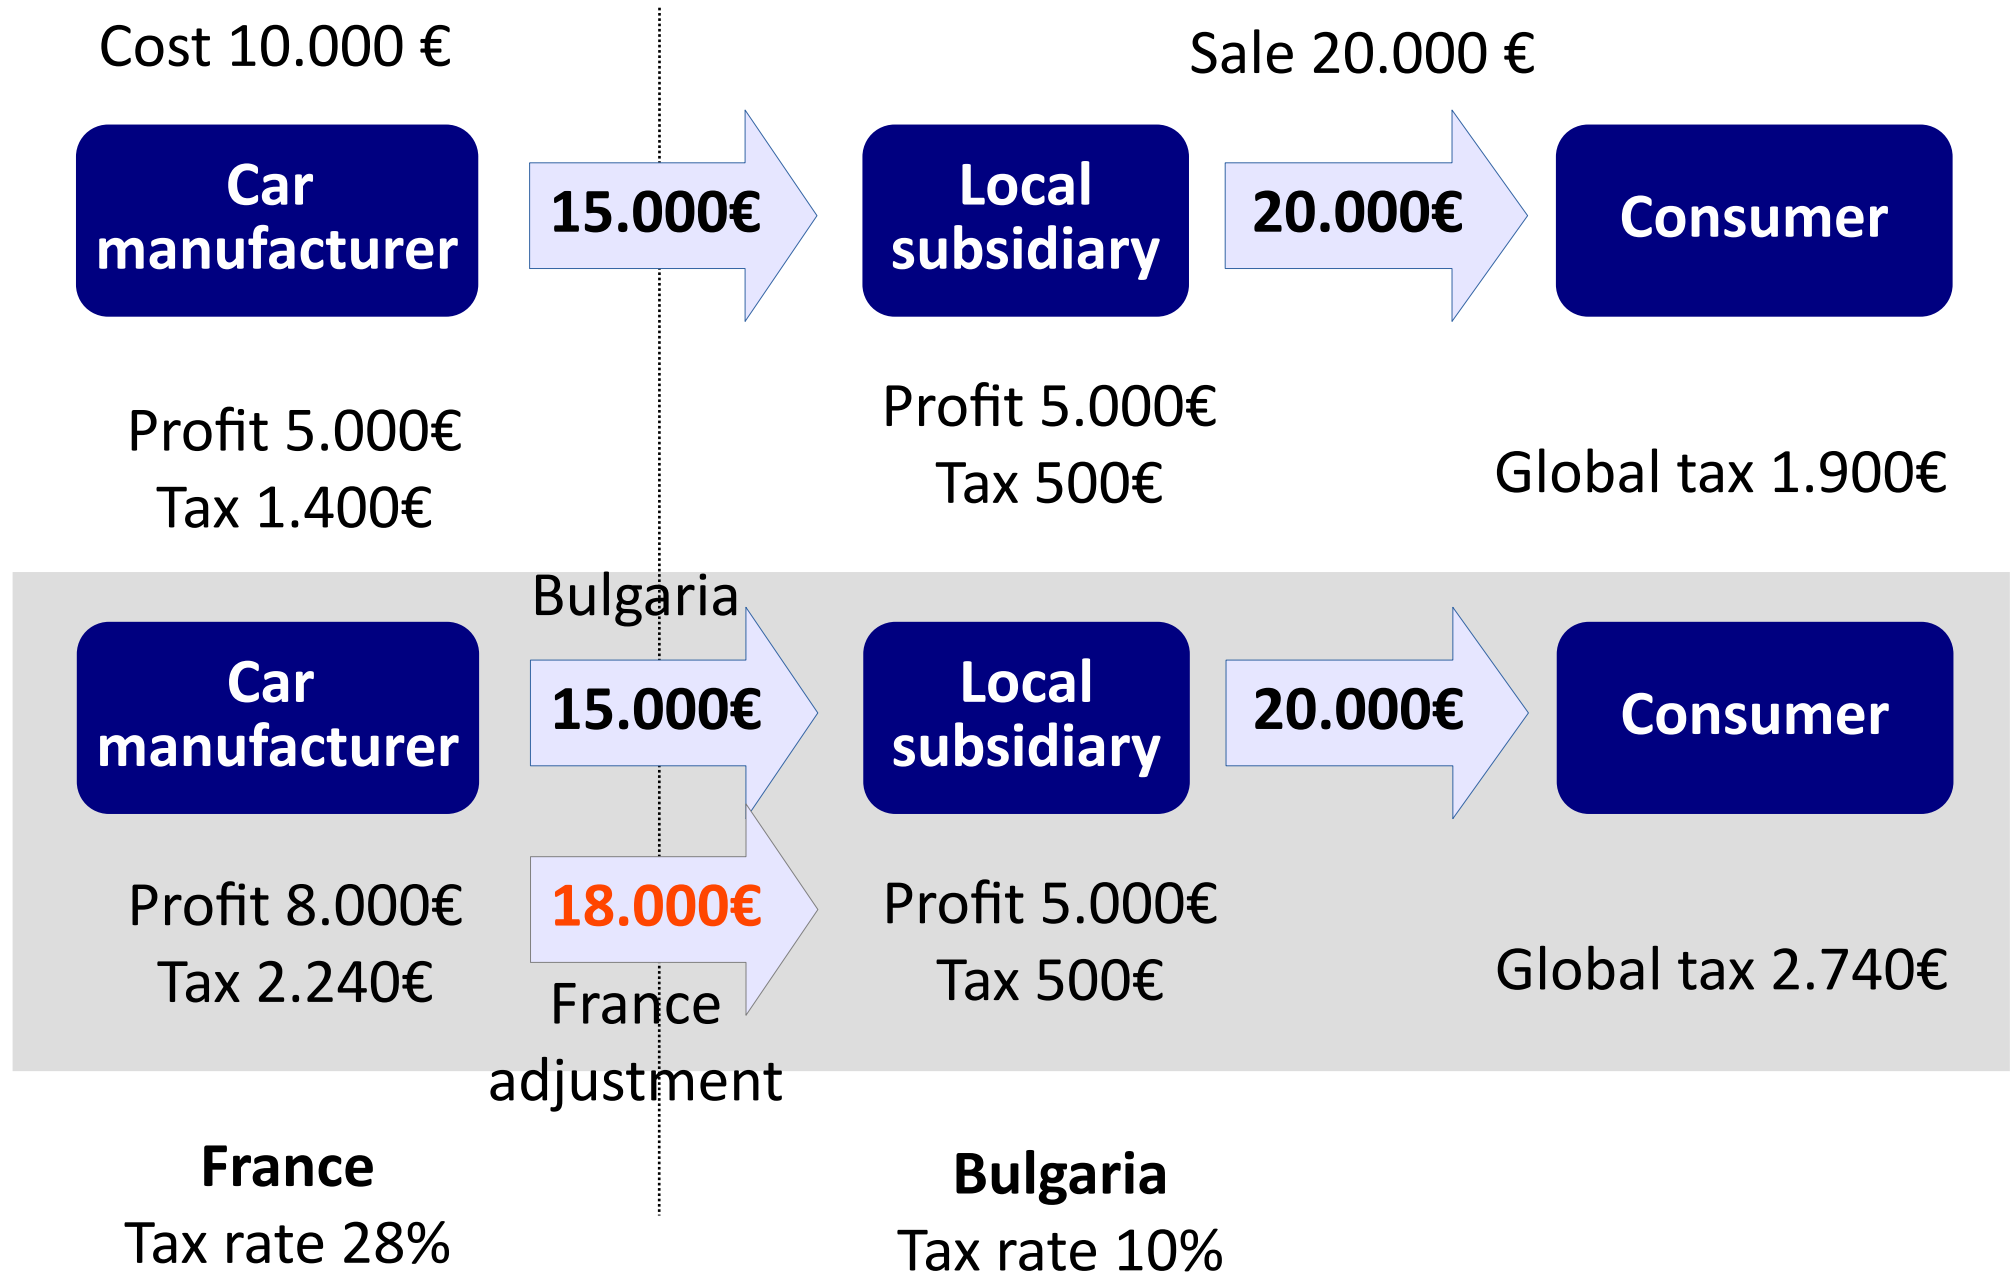 Cost 10.000 €
Sale 20.000 €
Car
manufacturer
15.000€
Local
subsidiary
20.000€
Consumer
Profit 5.000€
Tax 1.400€
Profit 5.000€
Tax 500€
Global tax 1.900€
Bulgaria
Car
manufacturer
15.000€
Local
subsidiary
20.000€
Consumer
Profit 8.000€
Tax 2.240€
18.000€
France
adjustment
Profit 5.000€
Tax 500€
Global tax 2.740€
France
Tax rate 28%
Bulgaria
Tax rate 10%